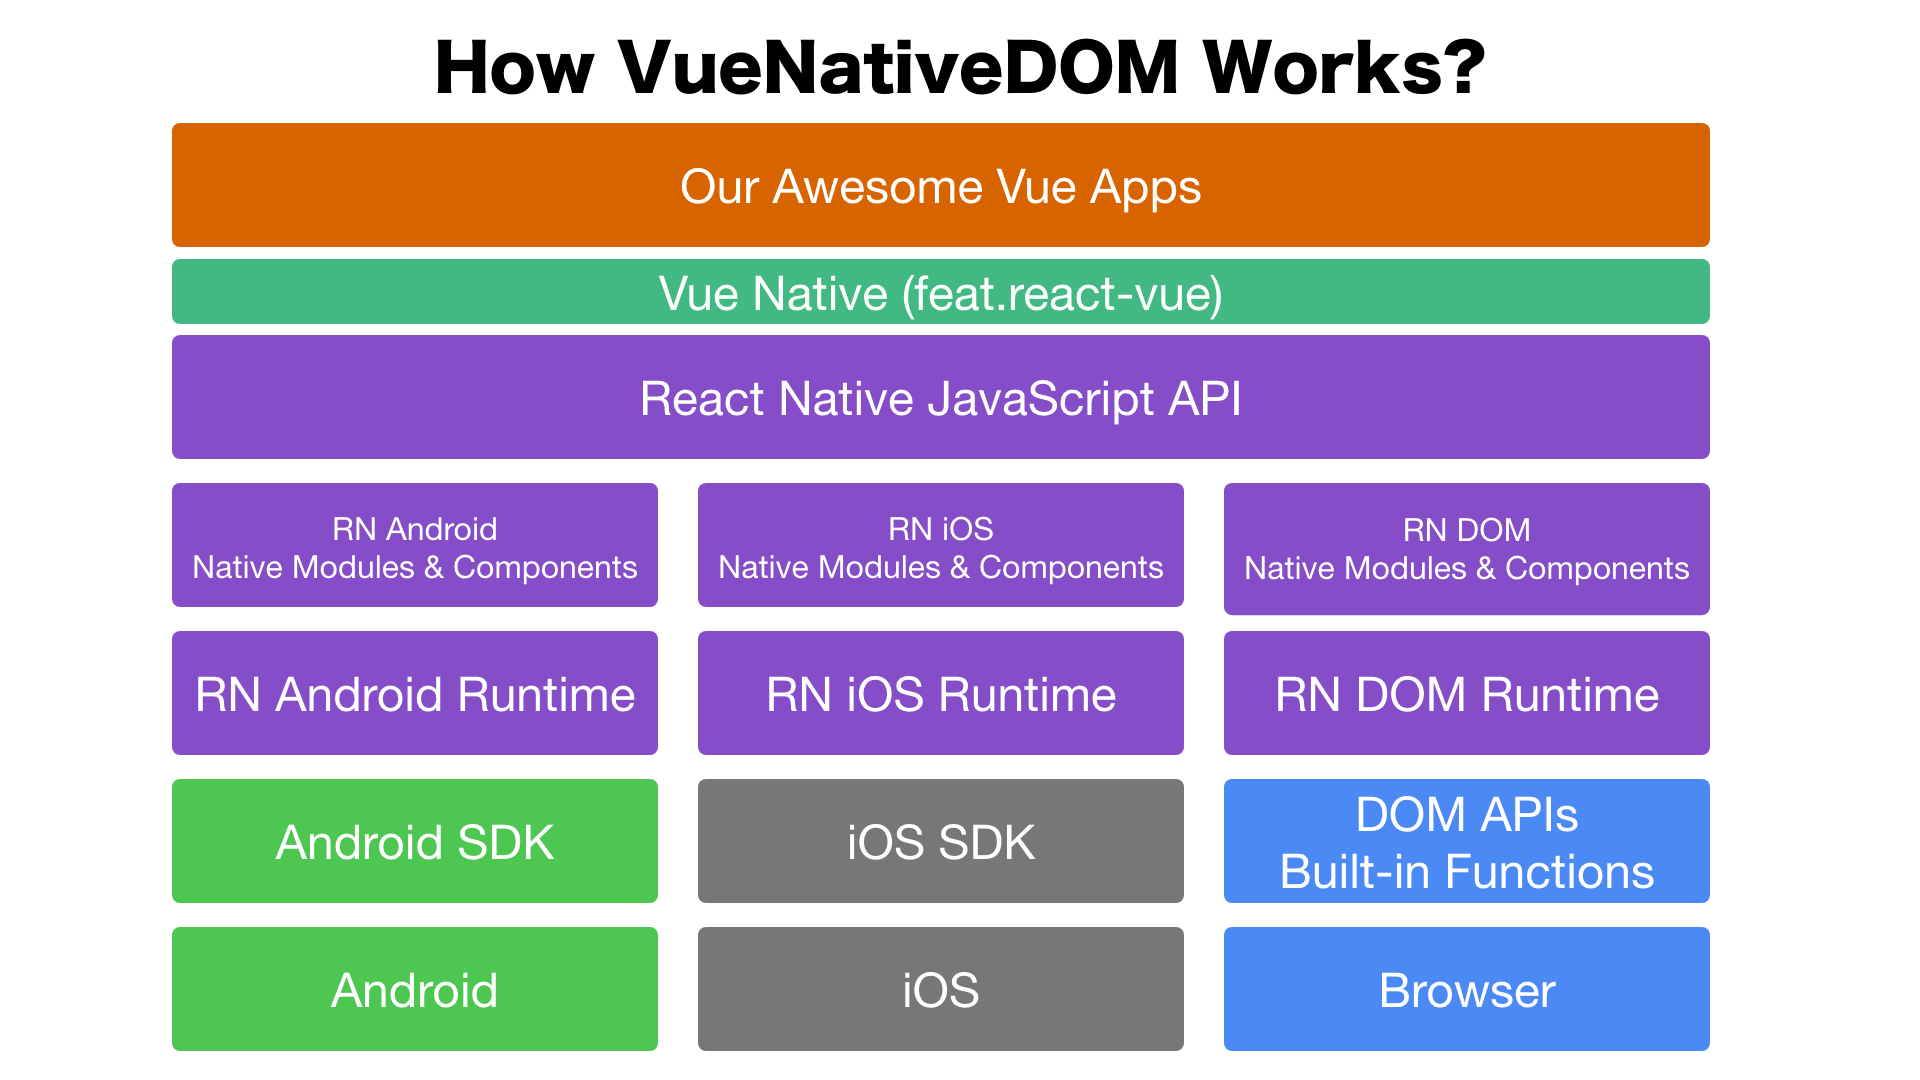 How VueNativeDOM Works?
Our Awesome Vue Apps
Vue Native (feat.react-vue)
React Native JavaScript API
RN Android
Native Modules & Components
RN iOS
Native Modules & Components
RN DOM
Native Modules & Components
RN Android Runtime
RN iOS Runtime
RN DOM Runtime
Android SDK
iOS SDK
DOM APIs
Built-in Functions
Android
iOS
Browser